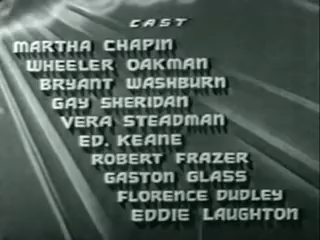 CAST
MARTHA CHAPIN
WHEELER OAKMAN
BRYANT WASHBURN
GAY SHERIDAN
VERA STEADMAN
ED. KEANE
ROBERT FRAZER
GASTON GLASS
FLORENCE DUDLEY
EDDIE LAUGHTON